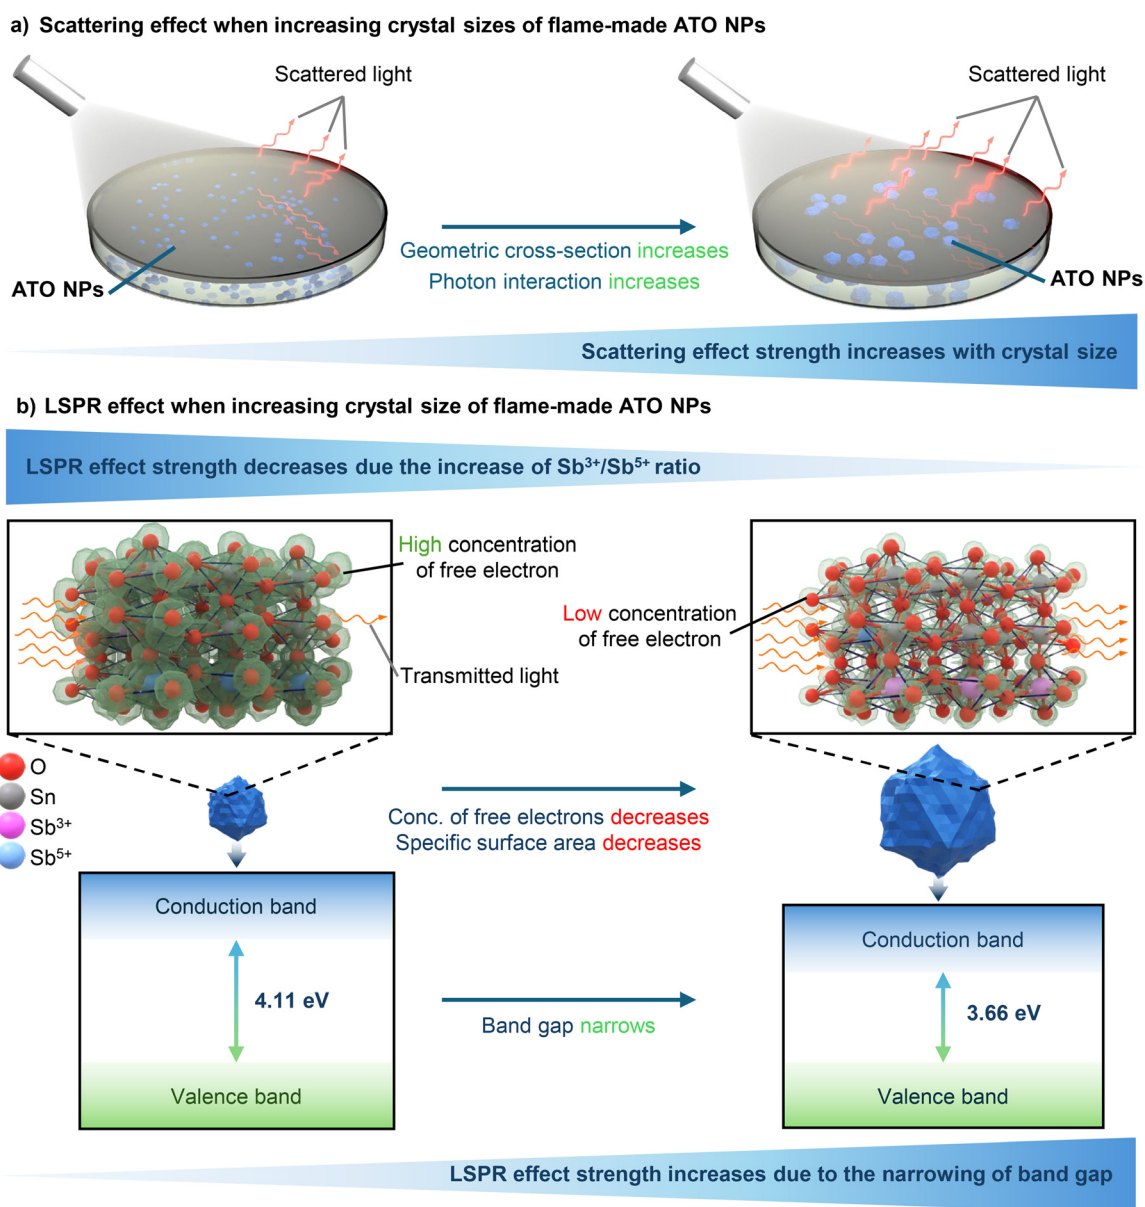 a) Scattering effect when increasing crystal sizes of flame-made ATO NPs
Scattered light
Scattered light
Geometric cross-section increases
Photon interaction increases
ATO NPs
ATO NPs
Scattering effect strength increases with crystal size
b) LSPR effect when increasing crystal size of flame-made ATO NPs
LSPR effect strength decreases due the increase of Sb³⁺/Sb⁵⁺ ratio
High concentration
of free electron
Low concentration
of free electron
Transmitted light
O
Sn
Sb³⁺
Sb⁵⁺
Conc. of free electrons decreases
Specific surface area decreases
Conduction band
4.11 eV
Valence band
Band gap narrows
Conduction band
3.66 eV
Valence band
LSPR effect strength increases due to the narrowing of band gap